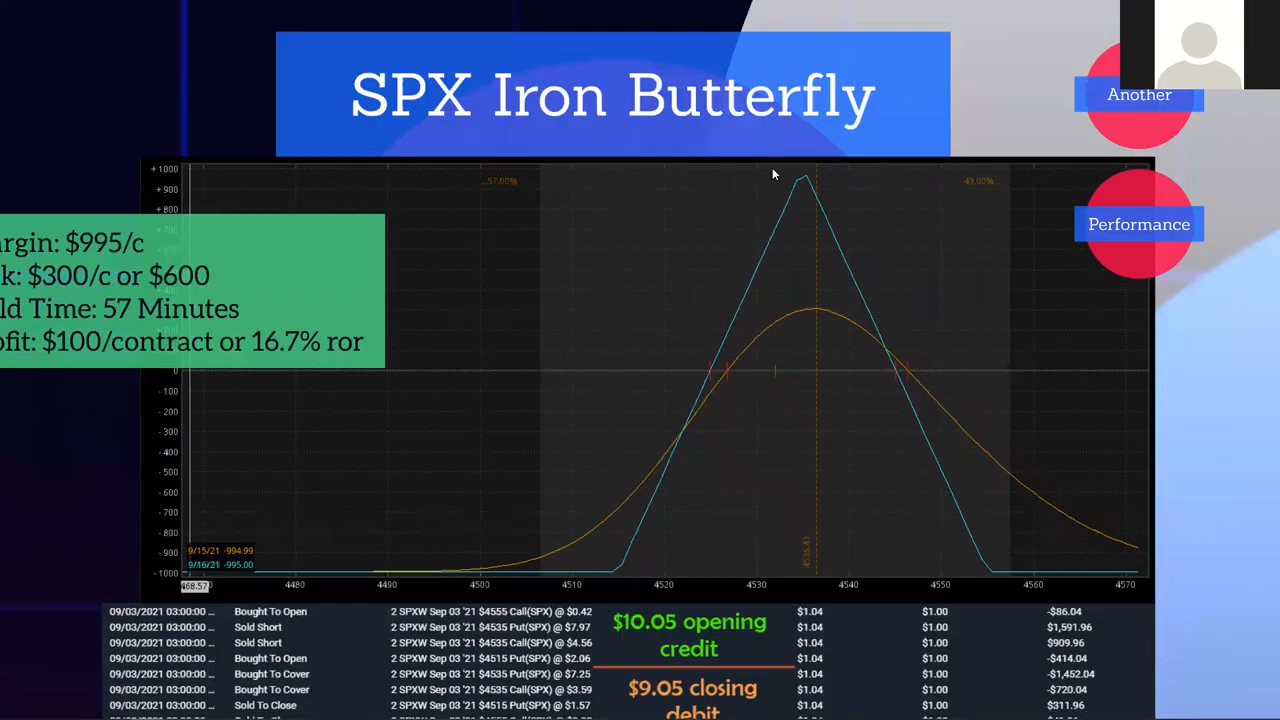 SPX Iron Butterfly
Another
Performance
rgin: $995/c
k: $300/c or $600
ld Time: 57 Minutes
ofit: $100/contract or 16.7% ror
...57.00%
43.00%...
+1000
+900
+800
0
-100
-200
-300
-400
-500
-600
-700
-800
-900
-1000
4536.43
9/15/21 -994.99
9/16/21 -995.00
468.57
4480
4490
4500
4510
4520
4530
4540
4550
4560
4570
09/03/2021 03:00:00 ... Bought To Open 2 SPXW Sep 03 '21 $4555 Call(SPX) @ $0.42 $1.04 $1.00 -$86.04
09/03/2021 03:00:00 ... Sold Short 2 SPXW Sep 03 '21 $4535 Put(SPX) @ $7.97 $1.04 $1.00 $1,591.96
09/03/2021 03:00:00 ... Sold Short 2 SPXW Sep 03 '21 $4535 Call(SPX) @ $4.56 $1.04 $1.00 $909.96
09/03/2021 03:00:00 ... Bought To Open 2 SPXW Sep 03 '21 $4515 Put(SPX) @ $2.06 $1.04 $1.00 -$414.04
09/03/2021 03:00:00 ... Bought To Cover 2 SPXW Sep 03 '21 $4535 Put(SPX) @ $7.25 $1.04 $1.00 -$1,452.04
09/03/2021 03:00:00 ... Bought To Cover 2 SPXW Sep 03 '21 $4535 Call(SPX) @ $3.59 $1.04 $1.00 -$720.04
09/03/2021 03:00:00 ... Sold To Close 2 SPXW Sep 03 '21 $4515 Put(SPX) @ $1.57 $1.04 $1.00 $311.96
$10.05 opening
credit
$9.05 closing
debit